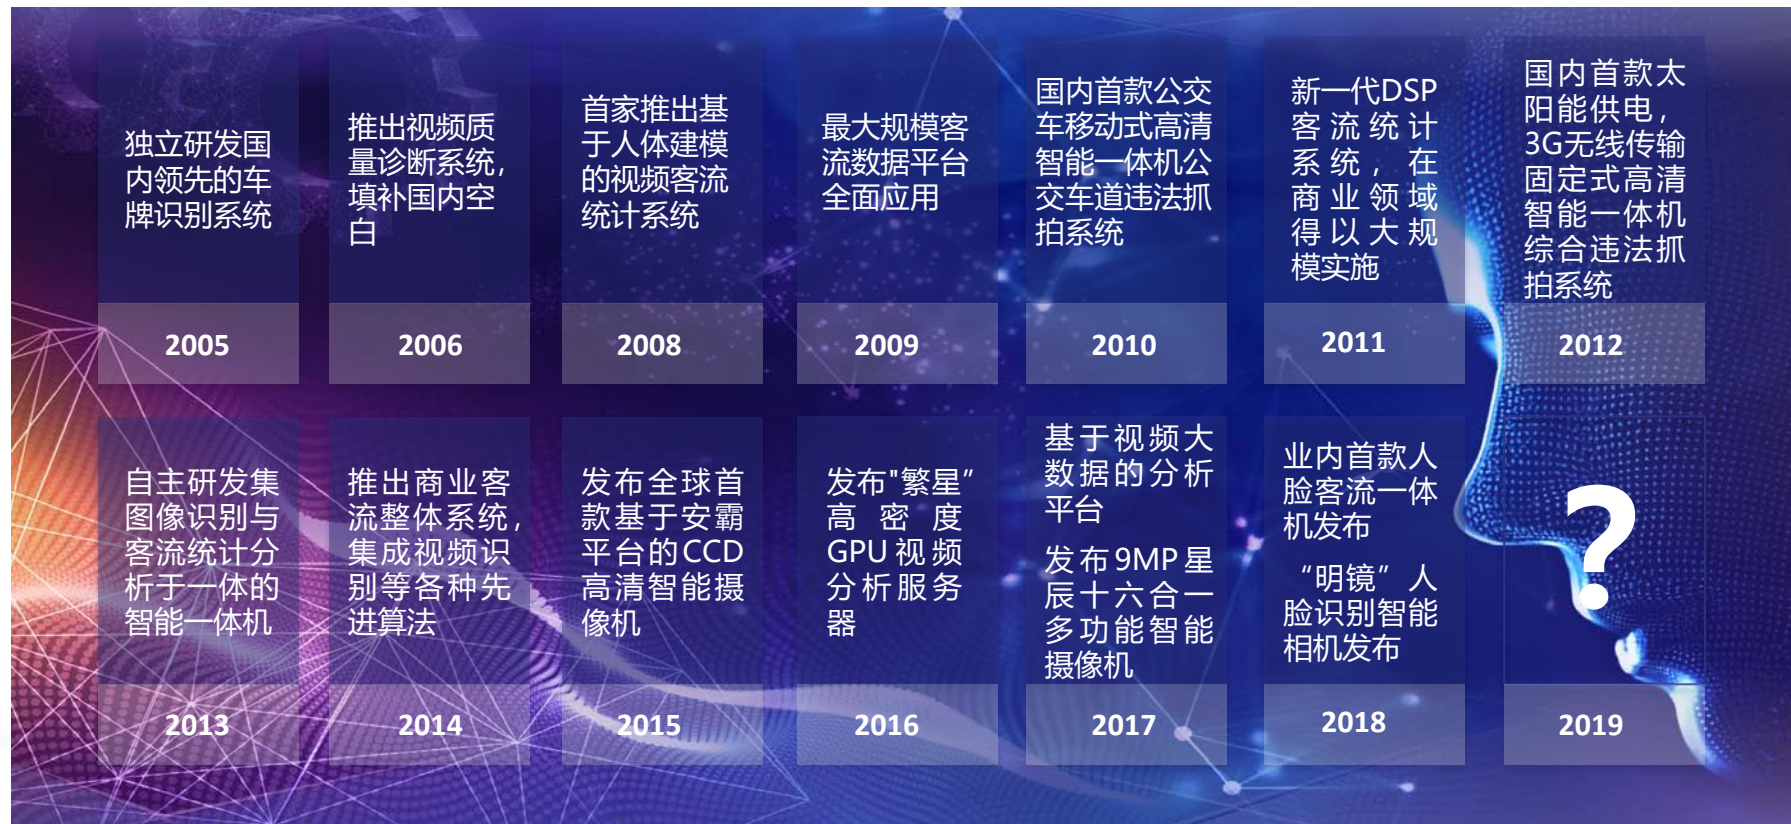 独立研发国
内领先的车
牌识别系统
2005
推出视频质
量诊断系统，
填补国内空
白
2006
首家推出基
于人体建模
的视频客流
统计系统
2008
最大规模客
流数据平台
全面应用
2009
国内首款公交
车移动式高清
智能一体机公
交车道违法抓
拍系统
2010
新一代DSP
客流统计
系统，在
商业领域
得以大规
模实施
2011
国内首款太
阳能供电，
3G无线传输
固定式高清
智能一体机
综合违法抓
拍系统
2012
自主研发集
图像识别与
客流统计分
析于一体的
智能一体机
2013
推出商业客
流整体系统，
集成视频识
别等各种先
进算法
2014
发布全球首
款基于安霸
平台的CCD
高清智能摄
像机
2015
发布"繁星”
高密度
GPU视频
分析服务
器
2016
基于视频大
数据的分析
平台
发布9MP星
辰十六合一
多功能智能
摄像机
2017
业内首款人
脸客流一体
机发布
“明镜”人
脸识别智能
相机发布
2018
?
2019